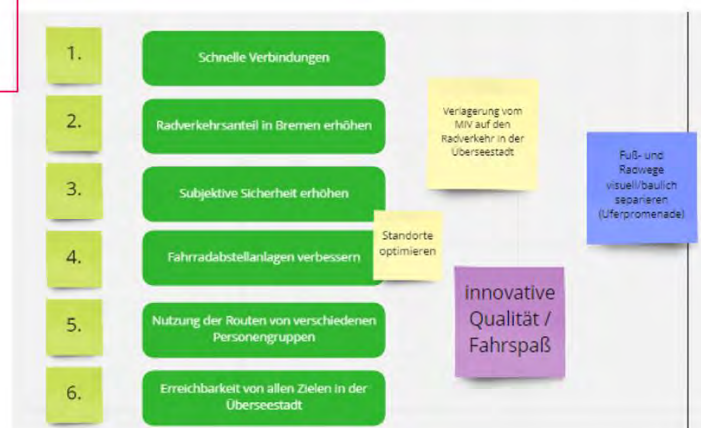 1.
Schnelle Verbindungen
2.
Radverkehrsanteil in Bremen erhöhen
3.
Subjektive Sicherheit erhöhen
4.
Fahrradabstellanlagen verbessern
5.
Nutzung der Routen von verschiedenen
Personengruppen
6.
Erreichbarkeit von allen Zielen in der
Überseestadt
Verlagerung vom
MIV auf den
Radverkehr in der
Überseestadt
Standorte
optimieren
innovative
Qualität /
Fahrspaß
Fuß- und
Radwege
visuell/baulich
separieren
(Uferpromenade)